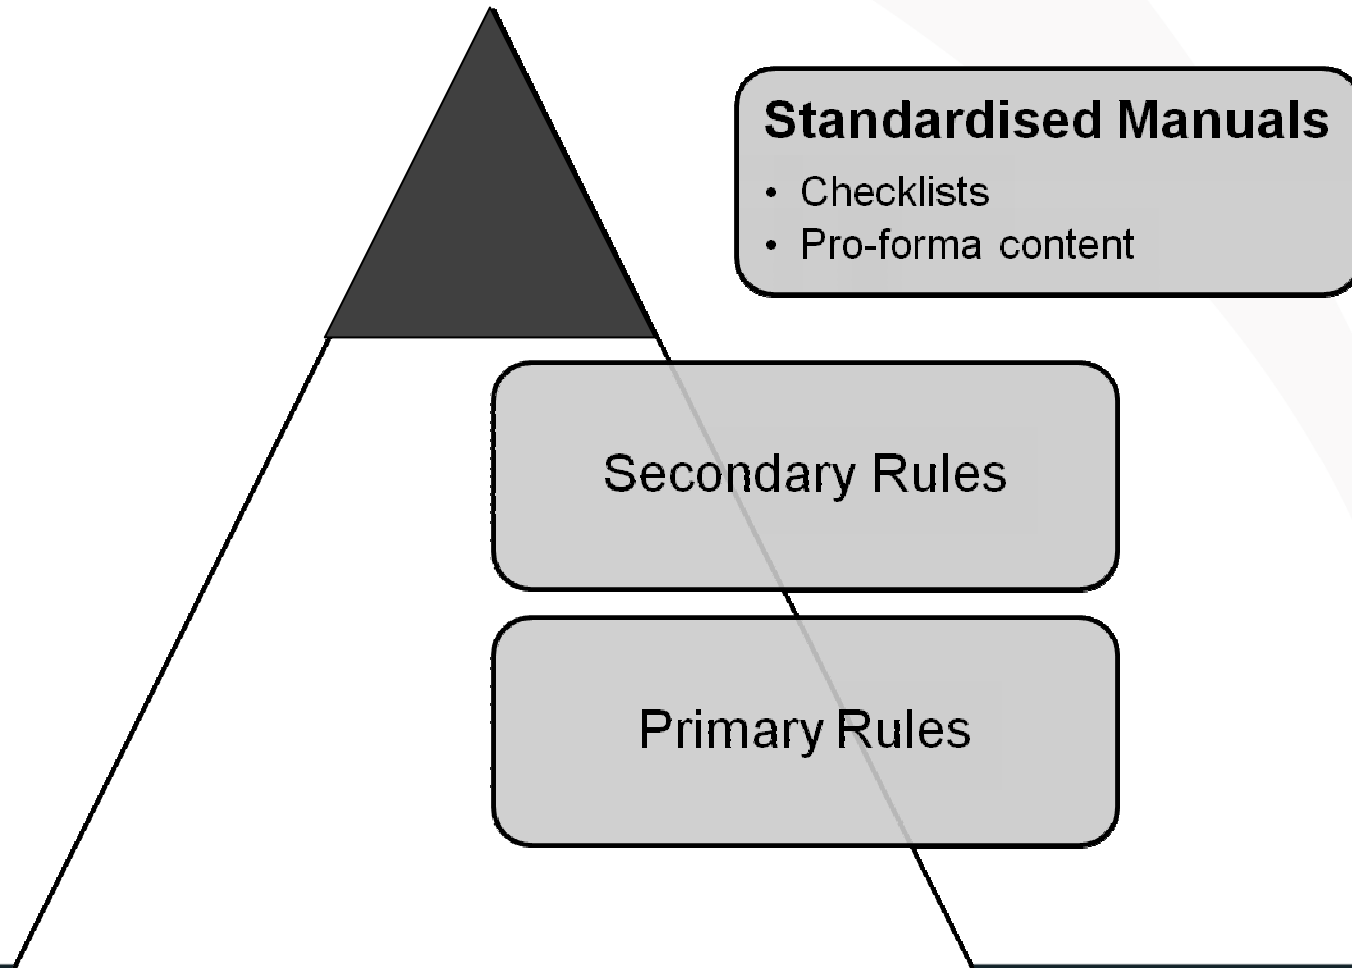 Standardised Manuals
• Checklists
• Pro-forma content
Secondary Rules
Primary Rules